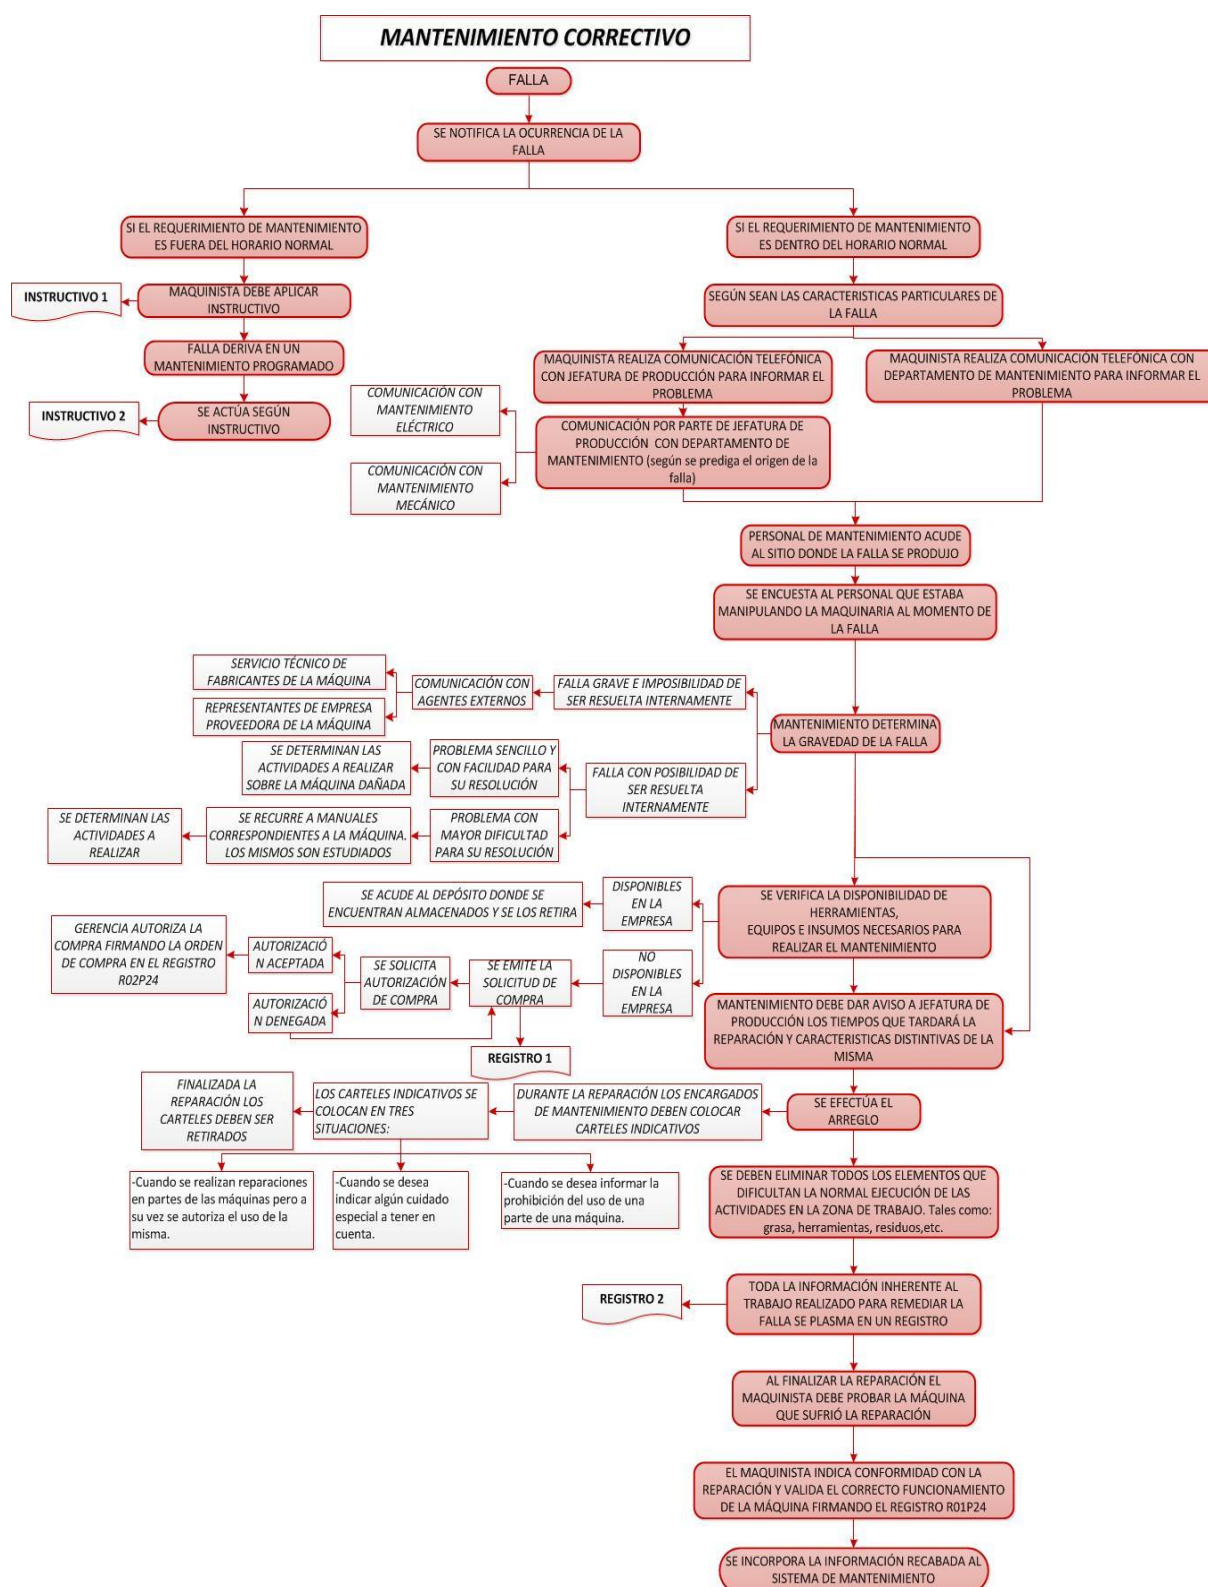 MANTENIMIENTO CORRECTIVO
FALLA
SE NOTIFICA LA OCURRENCIA DE LA
FALLA
SI EL REQUERIMIENTO DE MANTENIMIENTO
ES FUERA DEL HORARIO NORMAL
INSTRUCTIVO 1
MAQUINISTA DEBE APLICAR
INSTRUCTIVO
FALLA DERIVA EN UN
MANTENIMIENTO PROGRAMADO
INSTRUCTIVO 2
SE ACTÚA SEGÚN
INSTRUCTIVO
SI EL REQUERIMIENTO DE MANTENIMIENTO
ES DENTRO DEL HORARIO NORMAL
SEGÚN SEAN LAS CARACTERISTICAS PARTICULARES DE
LA FALLA
MAQUINISTA REALIZA COMUNICACIÓN TELEFÓNICA
CON JEFATURA DE PRODUCCIÓN PARA INFORMAR EL
PROBLEMA
MAQUINISTA REALIZA COMUNICACIÓN TELEFÓNICA CON
DEPARTAMENTO DE MANTENIMIENTO PARA INFORMAR EL
PROBLEMA
COMUNICACIÓN CON
MANTENIMIENTO
ELÉCTRICO
COMUNICACIÓN POR PARTE DE JEFATURA DE
PRODUCCIÓN CON DEPARTAMENTO DE
MANTENIMIENTO (según se prediga el origen de la
falla)
COMUNICACIÓN CON
MANTENIMIENTO
MECÁNICO
PERSONAL DE MANTENIMIENTO ACUDE
AL SITIO DONDE LA FALLA SE PRODUJO
SE ENCUESTA AL PERSONAL QUE ESTABA
MANIPULANDO LA MAQUINARIA AL MOMENTO DE
LA FALLA
SERVICIO TÉCNICO DE
FABRICANTES DE LA MÁQUINA
REPRESENTANTES DE EMPRESA
PROVEEDORA DE LA MÁQUINA
COMUNICACIÓN CON
AGENTES EXTERNOS
FALLA GRAVE E IMPOSIBILIDAD DE
SER RESUELTA INTERNAMENTE
MANTENIMIENTO DETERMINA
LA GRAVEDAD DE LA FALLA
SE DETERMINAN LAS
ACTIVIDADES A REALIZAR
SOBRE LA MÁQUINA DAÑADA
PROBLEMA SENCILLO Y
CON FACILIDAD PARA
SU RESOLUCIÓN
FALLA CON POSIBILIDAD DE
SER RESUELTA
INTERNAMENTE
SE DETERMINAN LAS
ACTIVIDADES A
REALIZAR
SE RECURRE A MANUALES
CORRESPONDIENTES A LA MÁQUINA.
LOS MISMOS SON ESTUDIADOS
PROBLEMA CON
MAYOR DIFICULTAD
PARA SU RESOLUCIÓN
SE ACUDE AL DEPÓSITO DONDE SE
ENCUENTRAN ALMACENADOS Y SE LOS RETIRA
DISPONIBLES
EN LA
EMPRESA
SE VERIFICA LA DISPONIBILIDAD DE
HERRAMIENTAS,
EQUIPOS E INSUMOS NECESARIOS PARA
REALIZAR EL MANTENIMIENTO
GERENCIA AUTORIZA LA
COMPRA FIRMANDO LA ORDEN
DE COMPRA EN EL REGISTRO
R02P24
AUTORIZACIÓ
N ACEPTADA
AUTORIZACIÓ
N DENEGADA
SE SOLICITA
AUTORIZACIÓN
DE COMPRA
SE EMITE LA
SOLICITUD DE
COMPRA
NO
DISPONIBLES
EN LA
EMPRESA
REGISTRO 1
MANTENIMIENTO DEBE DAR AVISO A JEFATURA DE
PRODUCCIÓN LOS TIEMPOS QUE TARDARÁ LA
REPARACIÓN Y CARACTERISTICAS DISTINTIVAS DE LA
MISMA
FINALIZADA LA
REPARACIÓN LOS
CARTELES DEBEN SER
RETIRADOS
LOS CARTELES INDICATIVOS SE
COLOCAN EN TRES
SITUACIONES:
DURANTE LA REPARACIÓN LOS ENCARGADOS
DE MANTENIMIENTO DEBEN COLOCAR
CARTELES INDICATIVOS
SE EFECTÚA EL
ARREGLO
-Cuando se realizan reparaciones
en partes de las máquinas pero a
su vez se autoriza el uso de la
misma.
-Cuando se desea
indicar algún cuidado
especial a tener en
cuenta.
-Cuando se desea informar la
prohibición del uso de una
parte de una máquina.
SE DEBEN ELIMINAR TODOS LOS ELEMENTOS QUE
DIFICULTAN LA NORMAL EJECUCIÓN DE LAS
ACTIVIDADES EN LA ZONA DE TRABAJO. Tales como:
grasa, herramientas, residuos,etc.
REGISTRO 2
TODA LA INFORMACIÓN INHERENTE AL
TRABAJO REALIZADO PARA REMEDIAR LA
FALLA SE PLASMA EN UN REGISTRO
AL FINALIZAR LA REPARACIÓN EL
MAQUINISTA DEBE PROBAR LA MÁQUINA
QUE SUFRIÓ LA REPARACIÓN
EL MAQUINISTA INDICA CONFORMIDAD CON LA
REPARACIÓN Y VALIDA EL CORRECTO FUNCIONAMIENTO
DE LA MÁQUINA FIRMANDO EL REGISTRO R01P24
SE INCORPORA LA INFORMACIÓN RECABADA AL
SISTEMA DE MANTENIMIENTO